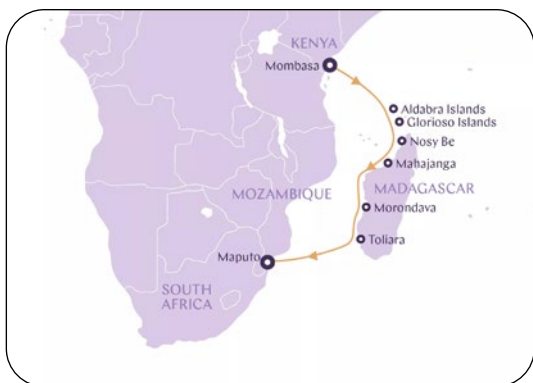 KENYA
Mombasa
Aldabra Islands
Glorioso Islands
Nosy Be
Mahajanga
MOZAMBIQUE
MADAGASCAR
Morondava
Toliara
Maputo
SOUTH
AFRICA